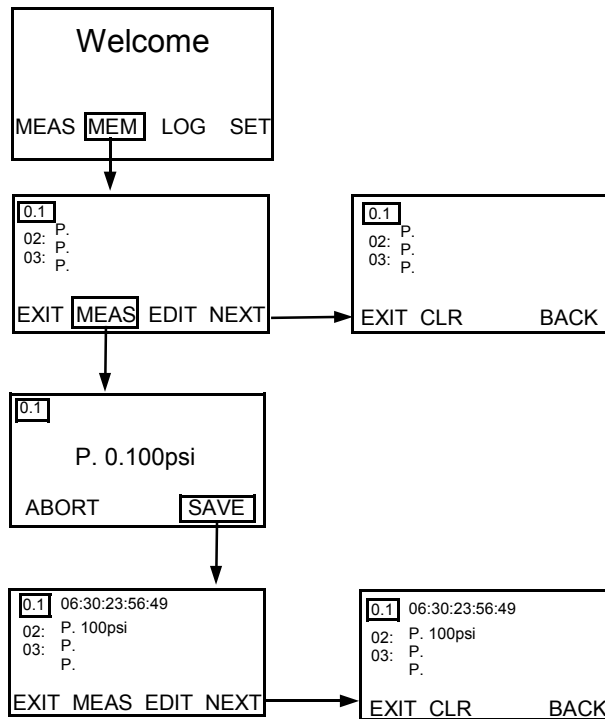 Welcome
MEAS MEM LOG SET
0.1
P.
02: P.
03: P.
EXIT MEAS EDIT NEXT
0.1
P.
02: P.
03: P.
EXIT CLR BACK
0.1
P. 0.100psi
ABORT SAVE
0.1 06:30:23:56:49
02: P. 100psi
03: P.
P.
EXIT MEAS EDIT NEXT
0.1 06:30:23:56:49
02: P. 100psi
03: P.
P.
EXIT CLR BACK